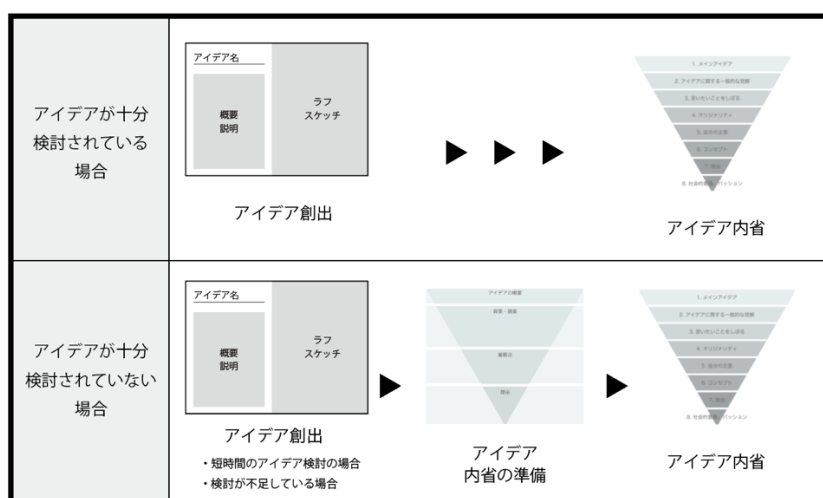 アイデアが十分
検討されている
場合
アイデア名
概要
説明
ラフ
スケッチ
アイデア創出
1. メインアイデア
2. アイデアに関する一般的な見解
3. 言いたいことをしぼる
4. オリジナリティ
5. 自分の主張
6. コンセプト
7. 理由
アイデア内省
アイデアが十分
検討されていない
場合
アイデア名
概要
説明
ラフ
スケッチ
アイデア創出
・短時間のアイデア検討の場合
・検討が不足している場合
アイデアの概要
着眼点
理由
アイデア
内省の準備
1. メインアイデア
2. アイデアに関する一般的な見解
3. 言いたいことをしぼる
4. オリジナリティ
5. 自分の主張
6. コンセプト
7. 理由
アイデア内省